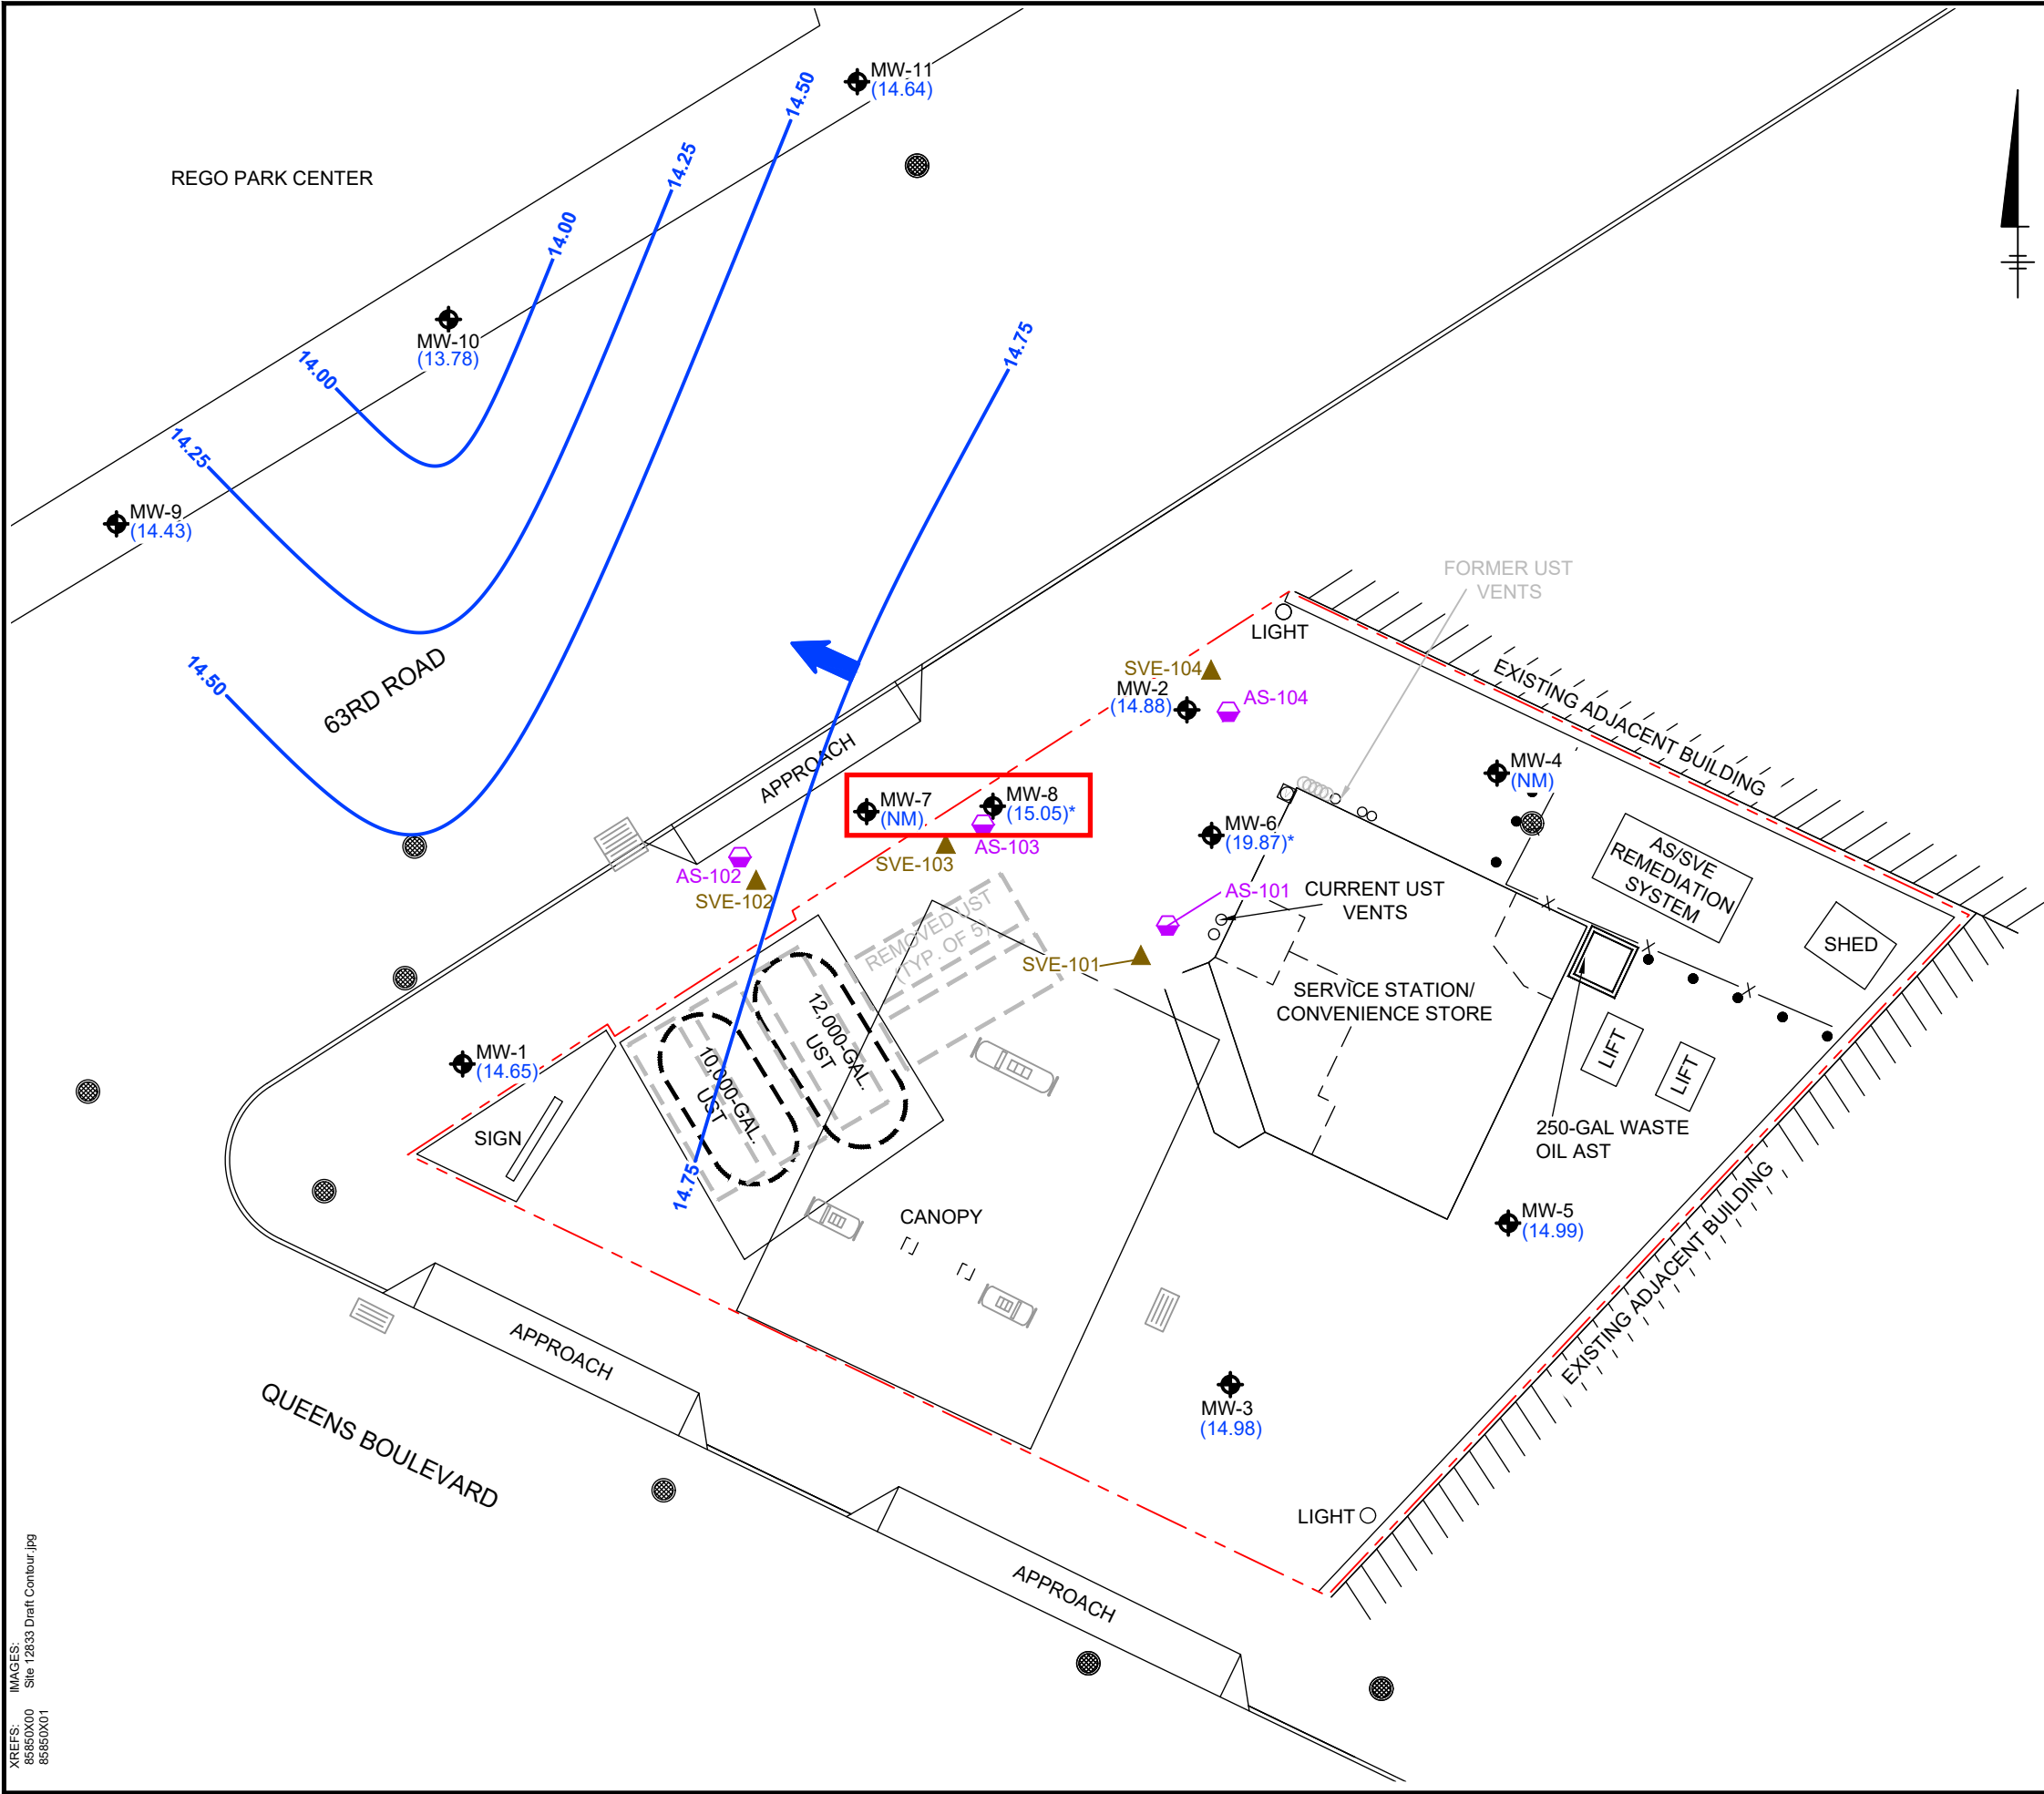 MW-11
(14.64)
14.50
14.25
REGO PARK CENTER
14.00
MW-10
(13.78)
14.00
14.75
14.25
MW-9
(14.43)
FORMER UST
VENTS
LIGHT
63RD ROAD
14.50
SVE-104
MW-2
(14.88)
AS-104
EXISTING ADJACENT BUILDING
APPROACH
MW-4
(NM)
MW-7
(NM)
MW-8
(15.05)*
MW-6
(19.87)*
AS-103
SVE-103
AS-102
SVE-102
AS/SVE
REMEDIATION
SYSTEM
AS-101
CURRENT UST
VENTS
REMOVED UST
(TYP. OF 5)
SHED
SVE-101
SERVICE STATION/
CONVENIENCE STORE
12,000-GAL.
UST
10,000-GAL.
UST
MW-1
(14.65)
LIFT
LIFT
SIGN
250-GAL WASTE
OIL AST
14.75
CANOPY
MW-5
(14.99)
EXISTING ADJACENT BUILDING
APPROACH
MW-3
(14.98)
QUEENS BOULEVARD
LIGHT
APPROACH
XREFS:
85850X00
85850X01
IMAGES:
Site 12833 Draft Contour.jpg
X
X
X